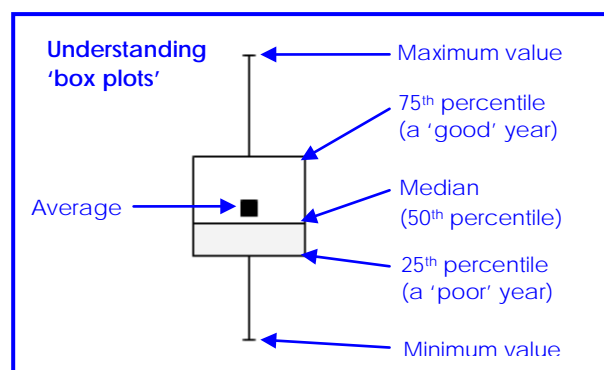 Understanding
‘box plots’
Maximum value
75th percentile
(a ‘good’ year)
Average
Median
(50th percentile)
25th percentile
(a ‘poor’ year)
Minimum value